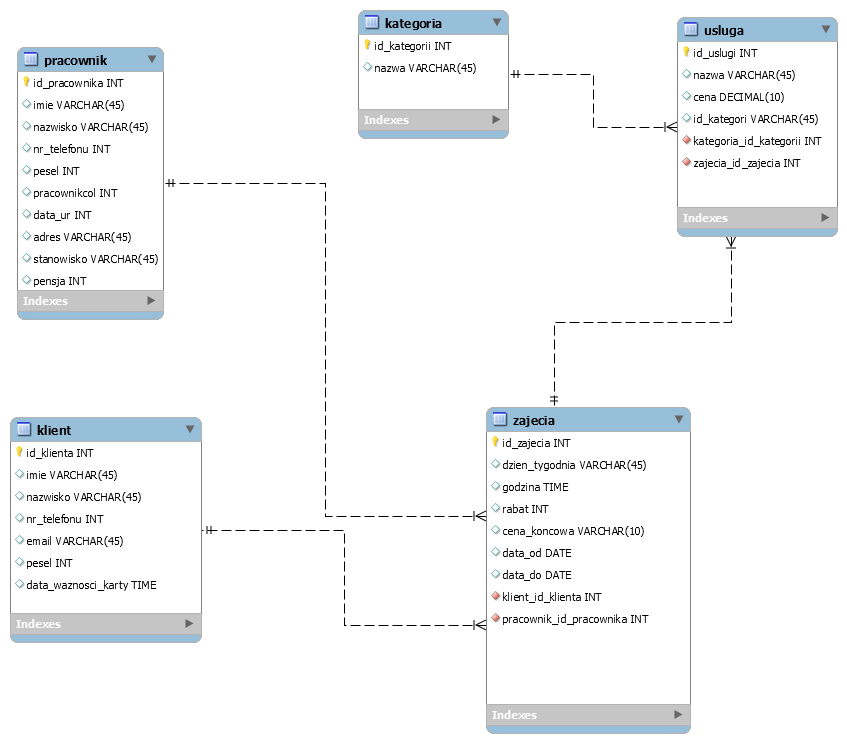 kategoria
id_kategorii INT
nazwa VARCHAR(45)
Indexes
usluga
id_uslugi INT
nazwa VARCHAR(45)
cena DECIMAL(10)
id_kategori VARCHAR(45)
kategoria_id_kategorii INT
zajecia_id_zajecia INT
Indexes
pracownik
id_pracownika INT
imie VARCHAR(45)
nazwisko VARCHAR(45)
nr_telefonu INT
pesel INT
pracownikcol INT
data_ur INT
adres VARCHAR(45)
stanowisko VARCHAR(45)
pensja INT
Indexes
klient
id_klienta INT
imie VARCHAR(45)
nazwisko VARCHAR(45)
nr_telefonu INT
email VARCHAR(45)
pesel INT
data_waznosci_karty TIME
Indexes
zajecia
id_zajecia INT
dzien_tygodnia VARCHAR(45)
godzina TIME
rabat INT
cena_koncowa VARCHAR(10)
data_od DATE
data_do DATE
klient_id_klienta INT
pracownik_id_pracownika INT
Indexes